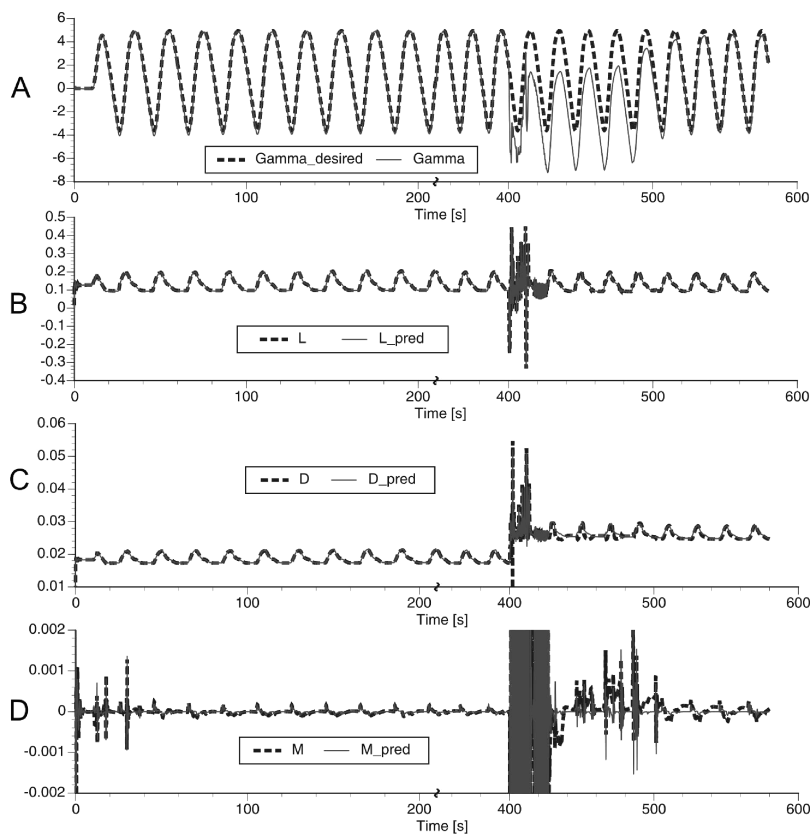 A
6
4
2
0
-2
-4
-6
-8
Gamma_desired Gamma
0 100 200 400 500 600
Time [s] Time [s]
B
0.5
0.4
0.3
0.2
0.1
0
0.1
-0.2
-0.3
-0.4
L L_pred
0 100 200 400 500 600
Time [s] Time [s]
C
0.06
0.05
0.04
0.03
0.02
0.01
D D_pred
0 100 200 400 500 600
Time [s] Time [s]
D
0.002
0.001
0
-0.001
-0.002
M M_pred
0 100 200 400 500 600
Time [s] Time [s]